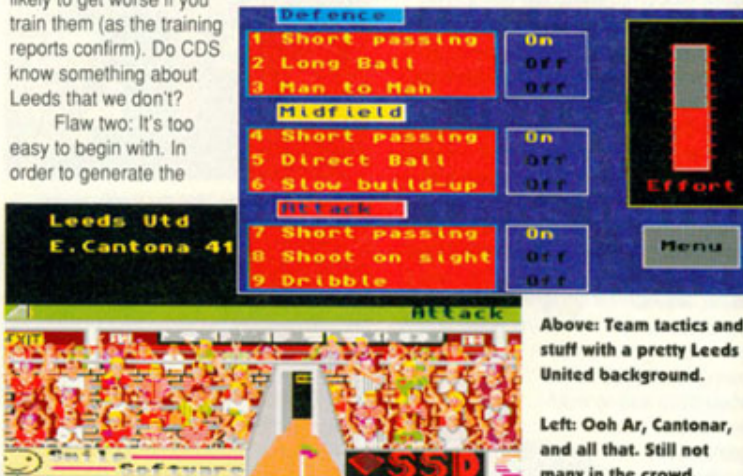 likely to get worse if you
train them (as the training
reports confirm). Do CDS
know something about
Leeds that we don't?
Flaw two: It's too
easy to begin with. In
order to generate the
Defence
1 Short passing On
2 Long Ball Off
3 Man to Man Off
Midfield
4 Short passing On
5 Direct Ball Off
6 Slow build-up Off
Attack
7 Short passing On
8 Shoot on sight Off
9 Dribble Off
Effort
Menu
Leeds Utd
E.Cantona 41
Attack
EXIT
Smile
Software
SSD
Above: Team tactics and
stuff with a pretty Leeds
United background.
Left: Ooh Ar, Cantonar,
and all that. Still not
many in the crowd